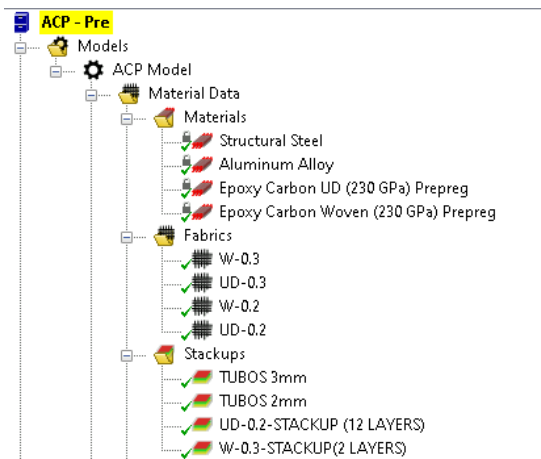 ACP - Pre
Models
ACP Model
Material Data
Materials
Structural Steel
Aluminum Alloy
Epoxy Carbon UD (230 GPa) Prepreg
Epoxy Carbon Woven (230 GPa) Prepreg
Fabrics
W-0.3
UD-0.3
W-0.2
UD-0.2
Stackups
TUBOS 3mm
TUBOS 2mm
UD-0.2-STACKUP (12 LAYERS)
W-0.3-STACKUP(2 LAYERS)